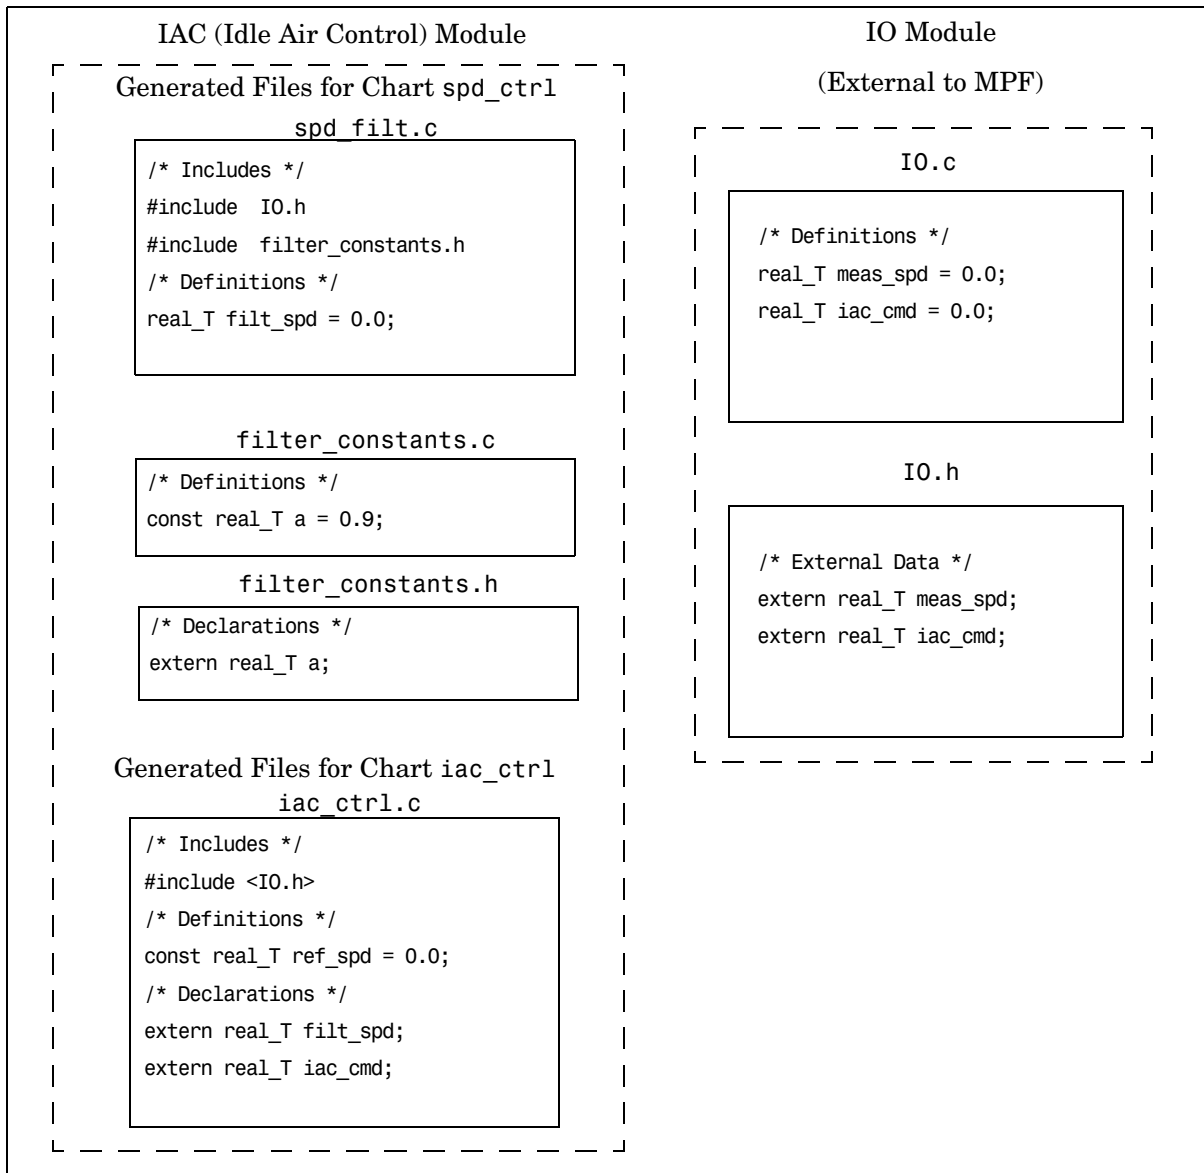 IAC (Idle Air Control) Module
Generated Files for Chart spd_ctrl
spd_filt.c
/* Includes */
#include  IO.h
#include  filter_constants.h
/* Definitions */
real_T filt_spd = 0.0;
filter_constants.c
/* Definitions */
const real_T a = 0.9;
filter_constants.h
/* Declarations */
extern real_T a;
Generated Files for Chart iac_ctrl
iac_ctrl.c
/* Includes */
#include <IO.h>
/* Definitions */
const real_T ref_spd = 0.0;
/* Declarations */
extern real_T filt_spd;
extern real_T iac_cmd;
IO Module
(External to MPF)
IO.c
/* Definitions */
real_T meas_spd = 0.0;
real_T iac_cmd = 0.0;
IO.h
/* External Data */
extern real_T meas_spd;
extern real_T iac_cmd;